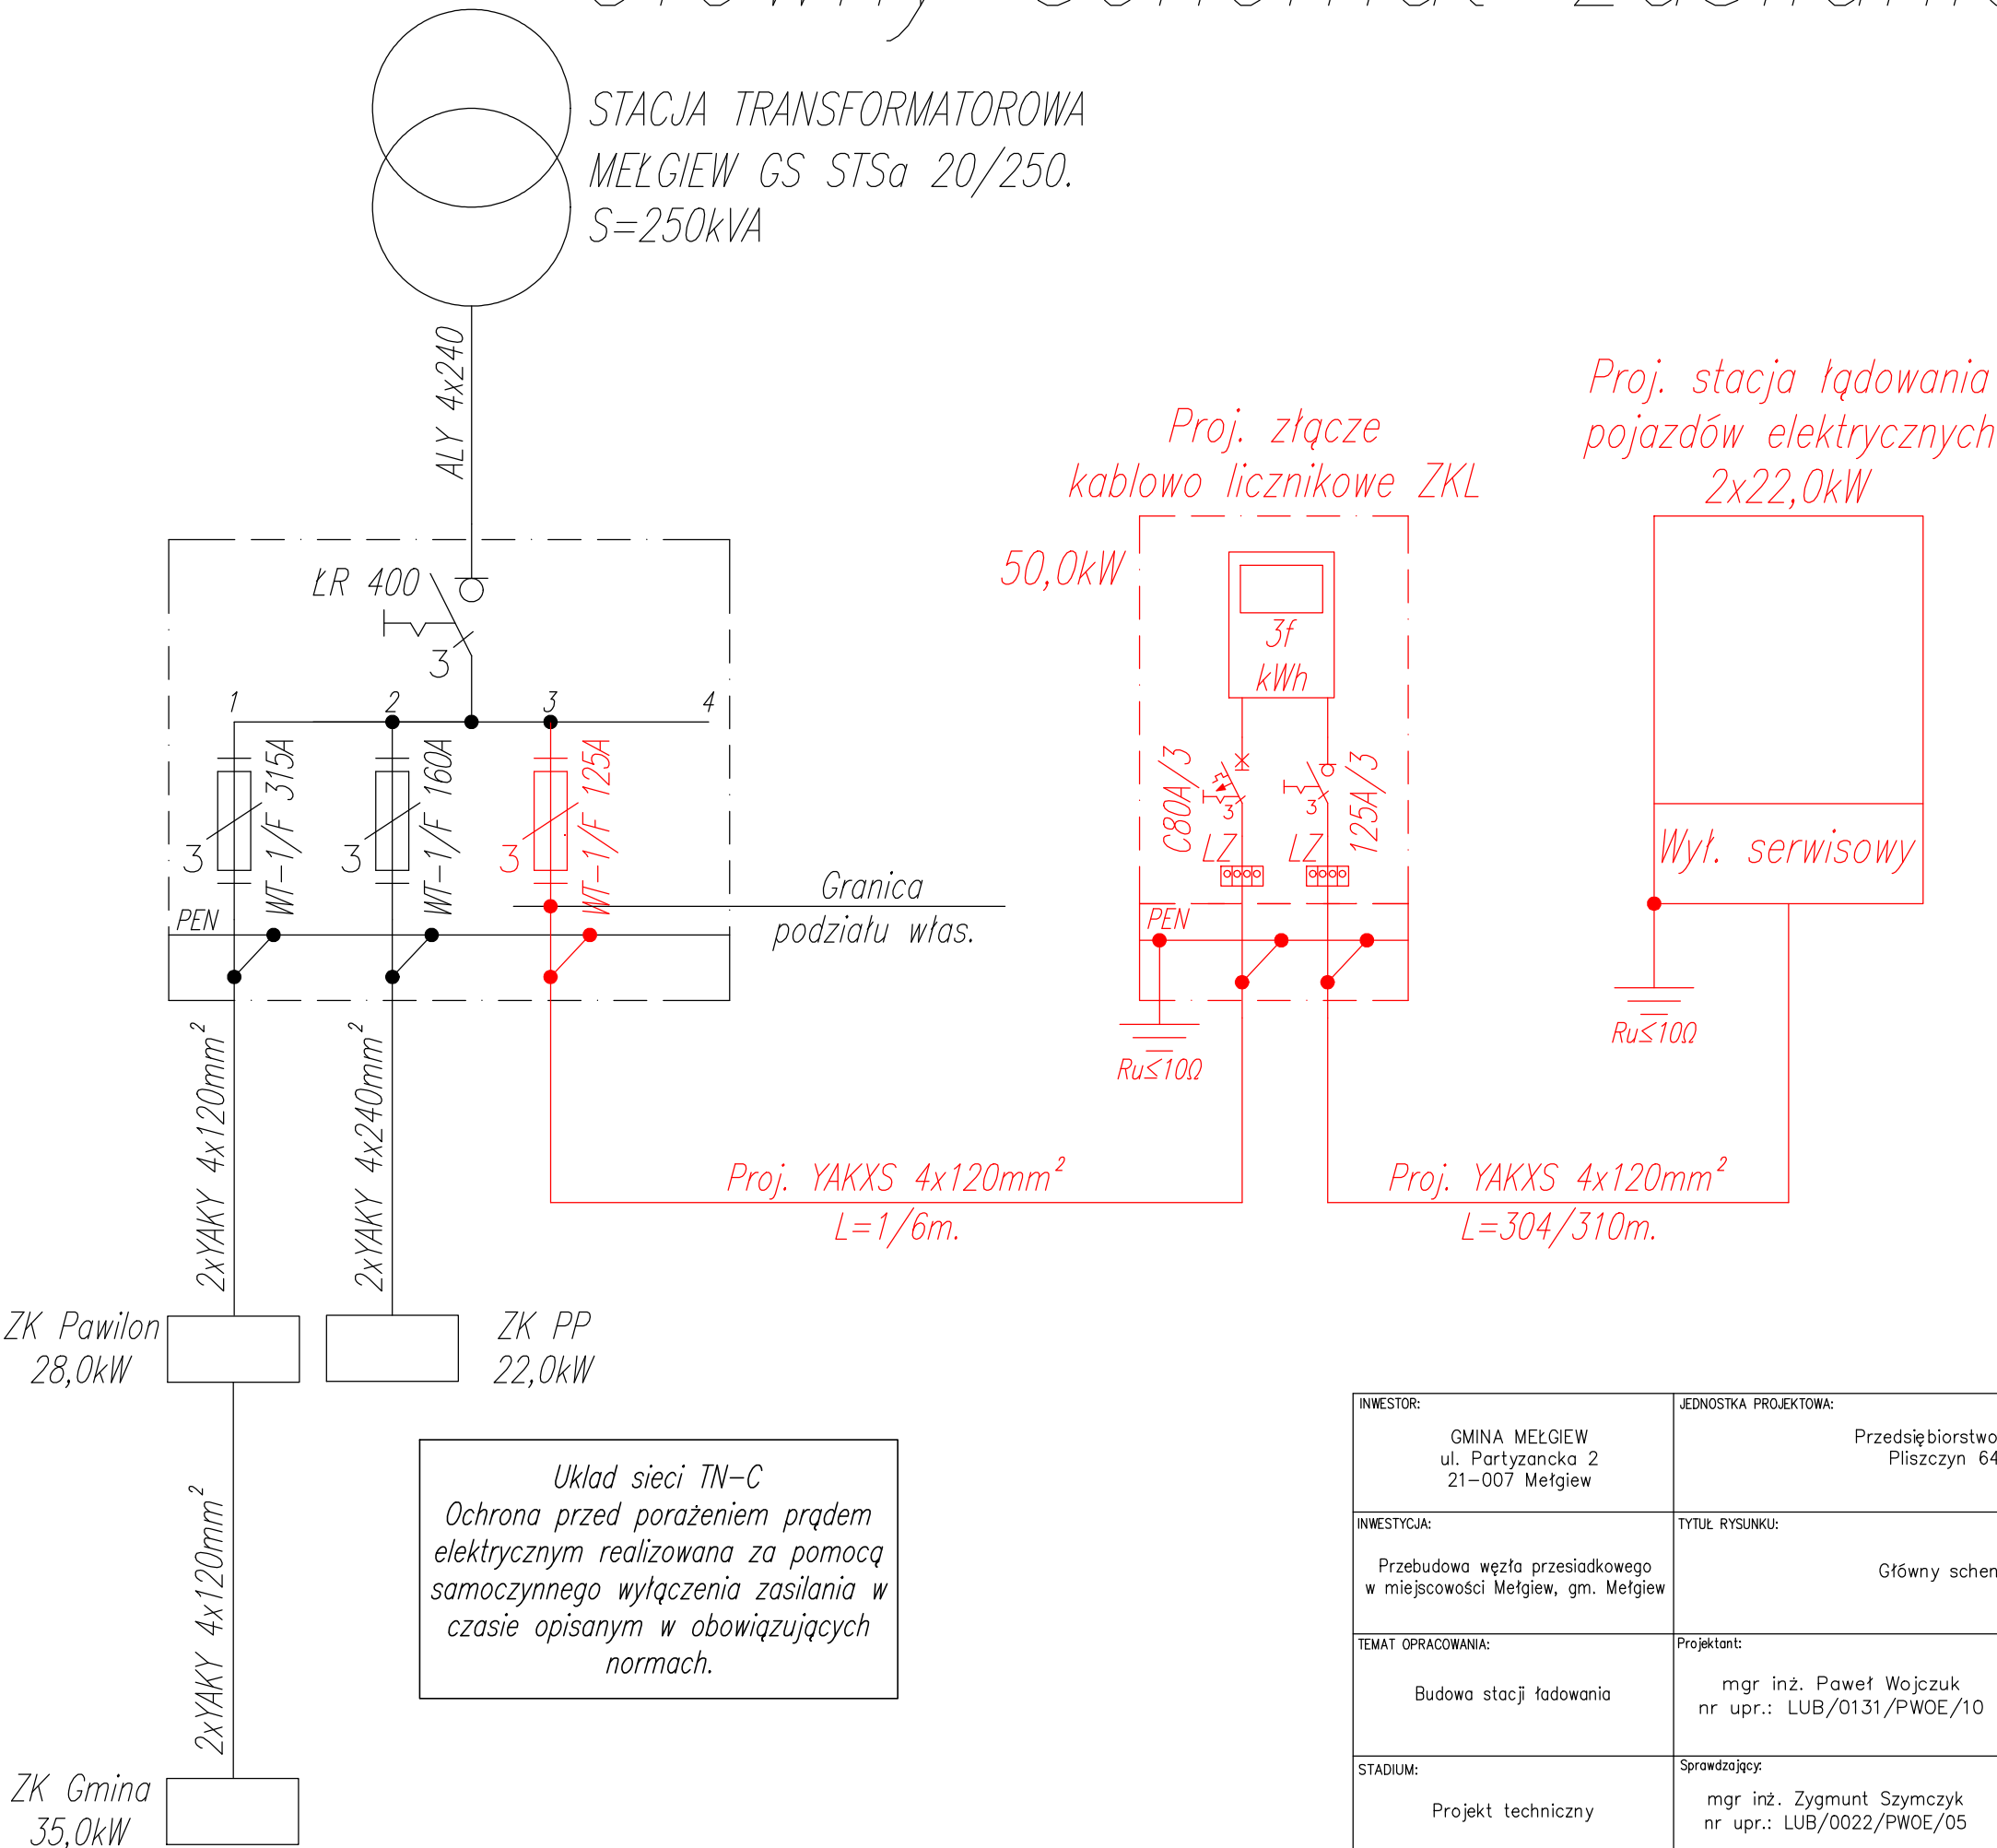 STACJA TRANSFORMATOROWA
MEŁGIEW GS STSa 20/250.
S=250kVA
ALY 4x240
ŁR 400
3
1
2
3
4
WT-1/F 315A
3
WT-1/F 160A
3
WT-1/F 125A
3
PEN
Granica
podziału włas.
Proj. złącze
kablowo licznikowe ZKL
50,0kW
3f
kWh
C80A/3
3
125A/3
3
LZ
LZ
PEN
Ru≤10Ω
Proj. stacja łądowania
pojazdów elektrycznych
2x22,0kW
Wył. serwisowy
Ru≤10Ω
2xYAKY 4x120mm²
2xYAKY 4x240mm²
Proj. YAKXS 4x120mm²
L=1/6m.
Proj. YAKXS 4x120mm²
L=304/310m.
ZK Pawilon
28,0kW
ZK PP
22,0kW
2xYAKY 4x120mm²
ZK Gmina
35,0kW
Układ sieci TN-C
Ochrona przed porażeniem prądem
elektrycznym realizowana za pomocą
samoczynnego wyłączenia zasilania w
czasie opisanym w obowiązujących
normach.
INWESTOR:
GMINA MEŁGIEW
ul. Partyzancka 2
21-007 Mełgiew
JEDNOSTKA PROJEKTOWA:
Przedsiębiorstwo
Pliszczyn 64
INWESTYCJA:
Przebudowa węzła przesiadkowego
w miejscowości Mełgiew, gm. Mełgiew
TYTUŁ RYSUNKU:
Główny schem
TEMAT OPRACOWANIA:
Budowa stacji ładowania
Projektant:
mgr inż. Paweł Wojczuk
nr upr.: LUB/0131/PWOE/10
STADIUM:
Projekt techniczny
Sprawdzający:
mgr inż. Zygmunt Szymczyk
nr upr.: LUB/0022/PWOE/05